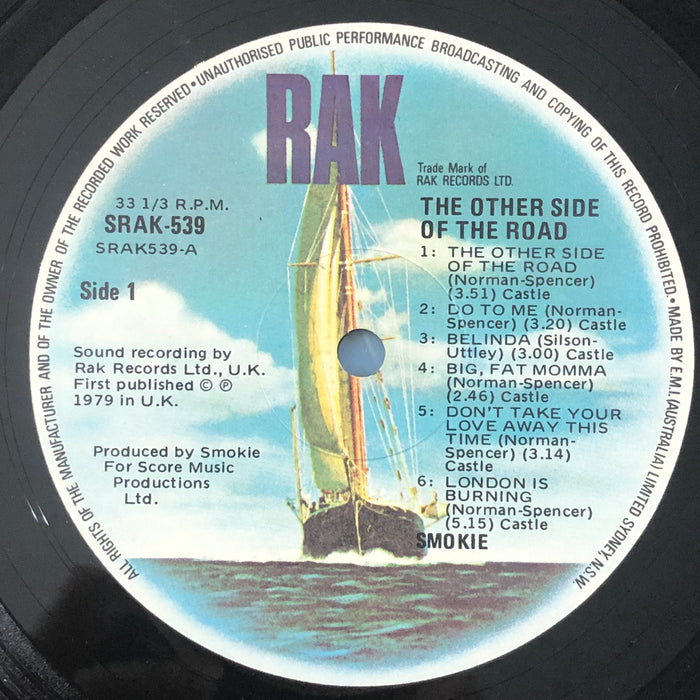 ALL RIGHTS OF THE MANUFACTURER AND OF THE OWNER OF THE RECORDED WORK RESERVED • UNAUTHORISED PUBLIC PERFORMANCE BROADCASTING AND COPYING OF THIS RECORD PROHIBITED. • MADE BY E.M.I. (AUSTRALIA) LIMITED SYDNEY, N.S.W.
RAK
Trade Mark of
RAK RECORDS LTD.
33 1/3 R.P.M.
SRAK-539
SRAK539-A
Side 1
Sound recording by
Rak Records Ltd., U.K.
First published © ℗
1979 in U.K.
Produced by Smokie
For Score Music
Productions
Ltd.
THE OTHER SIDE
OF THE ROAD
1: THE OTHER SIDE
OF THE ROAD
(Norman-Spencer)
(3.51) Castle
2: DO TO ME (Norman-
Spencer) (3.20) Castle
3: BELINDA (Silson-
Uttley) (3.00) Castle
4: BIG, FAT MOMMA
(Norman-Spencer)
(2.46) Castle
5: DON'T TAKE YOUR
LOVE AWAY THIS
TIME (Norman-
Spencer) (3.14)
Castle
6: LONDON IS
BURNING
(Norman-Spencer)
(5.15) Castle
SMOKIE